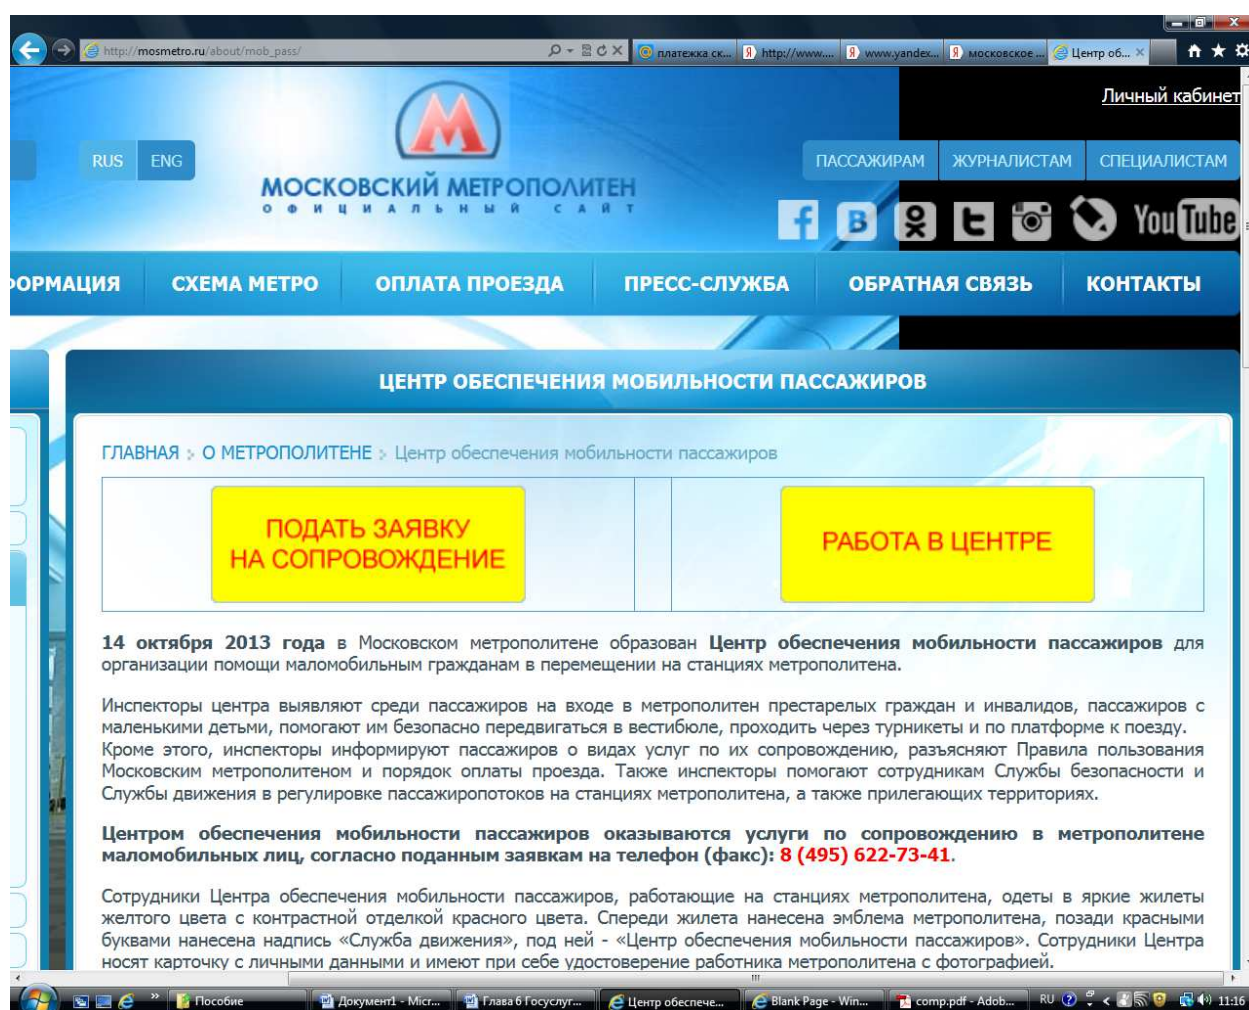 http://mosmetro.ru/about/mob_pass/
платежка ск...
http://www....
www.yandex...
московское ...
Центр об...
Личный кабинет
RUS
ENG
МОСКОВСКИЙ МЕТРОПОЛИТЕН
ОФИЦИАЛЬНЫЙ САЙТ
ПАССАЖИРАМ
ЖУРНАЛИСТАМ
СПЕЦИАЛИСТАМ
You Tube
ОРМАЦИЯ
СХЕМА МЕТРО
ОПЛАТА ПРОЕЗДА
ПРЕСС-СЛУЖБА
ОБРАТНАЯ СВЯЗЬ
КОНТАКТЫ
ЦЕНТР ОБЕСПЕЧЕНИЯ МОБИЛЬНОСТИ ПАССАЖИРОВ
ГЛАВНАЯ > О МЕТРОПОЛИТЕНЕ > Центр обеспечения мобильности пассажиров
ПОДАТЬ ЗАЯВКУ
НА СОПРОВОЖДЕНИЕ
РАБОТА В ЦЕНТРЕ
14 октября 2013 года в Московском метрополитене образован Центр обеспечения мобильности пассажиров для
организации помощи маломобильным гражданам в перемещении на станциях метрополитена.
Инспекторы центра выявляют среди пассажиров на входе в метрополитен престарелых граждан и инвалидов, пассажиров с
маленькими детьми, помогают им безопасно передвигаться в вестибюле, проходить через турникеты и по платформе к поезду.
Кроме этого, инспекторы информируют пассажиров о видах услуг по их сопровождению, разъясняют Правила пользования
Московским метрополитеном и порядок оплаты проезда. Также инспекторы помогают сотрудникам Службы безопасности и
Службы движения в регулировке пассажиропотоков на станциях метрополитена, а также прилегающих территориях.
Центром обеспечения мобильности пассажиров оказываются услуги по сопровождению в метрополитене
маломобильных лиц, согласно поданным заявкам на телефон (факс): 8 (495) 622-73-41.
Сотрудники Центра обеспечения мобильности пассажиров, работающие на станциях метрополитена, одеты в яркие жилеты
желтого цвета с контрастной отделкой красного цвета. Спереди жилета нанесена эмблема метрополитена, позади красными
буквами нанесена надпись «Служба движения», под ней - «Центр обеспечения мобильности пассажиров». Сотрудники Центра
носят карточку с личными данными и имеют при себе удостоверение работника метрополитена с фотографией.
Пособие
Документ1 - Micr...
Глава 6 Госуслуг...
Центр обеспече...
Blank Page - Win...
comp.pdf - Adob...
RU
11:16